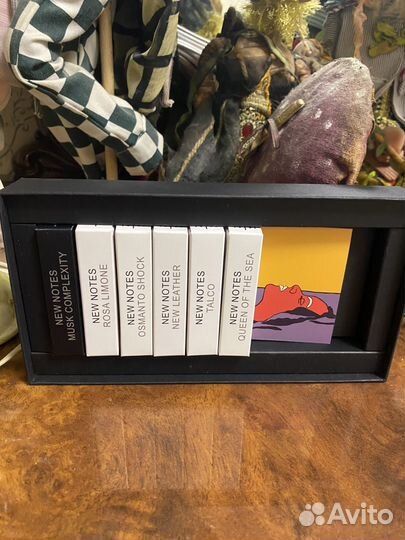 NEW NOTES
MUSK COMPLEXITY
NEW NOTES
ROSA LIMONE
NEW NOTES
OSMANTO SHOCK
NEW NOTES
NEW LEATHER
NEW NOTES
TALCO
NEW NOTES
QUEEN OF THE SEA
Avito